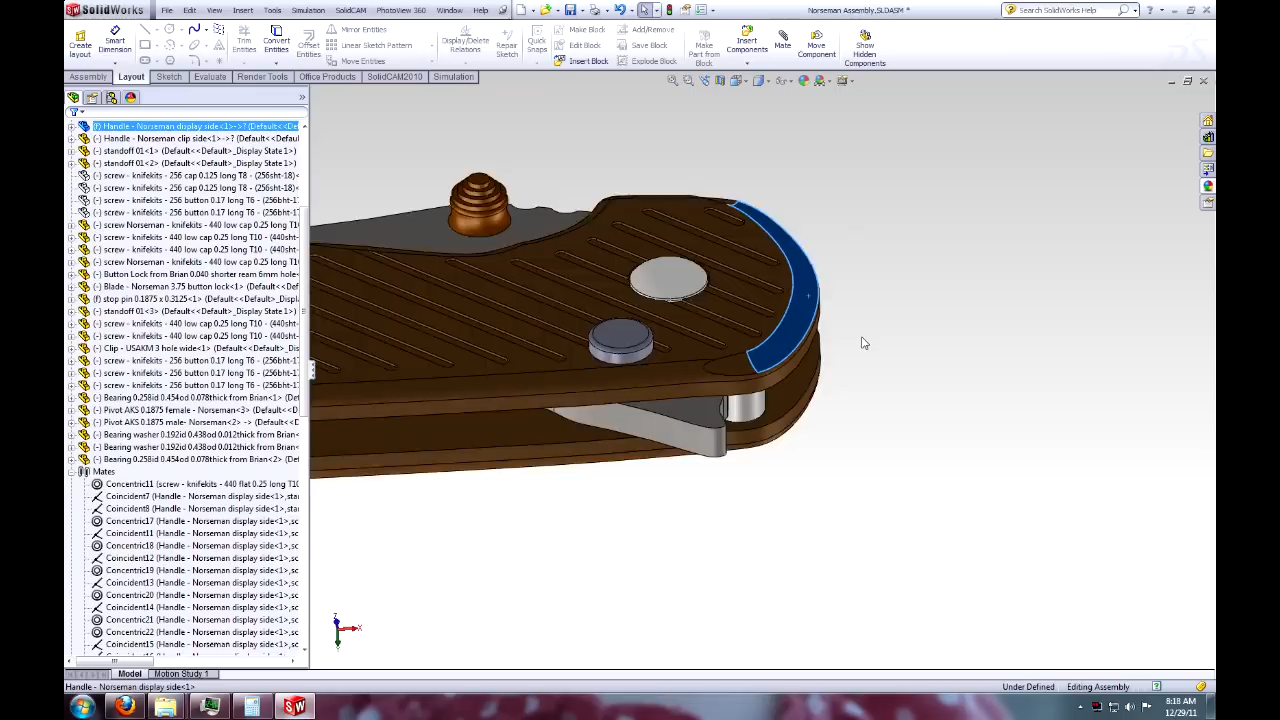 SolidWorks File Edit View Insert Tools Simulation SolidCAM PhotoView 360 Window Help Norseman Assembly.SLDASM * Search SolidWorks Help
Create layout Smart Dimension Trim Entities Convert Entities Offset Entities Mirror Entities Linear Sketch Pattern Move Entities Display/Delete Relations Repair Sketch Quick Snaps Make Block Edit Block Insert Block Add/Remove Save Block Explode Block Make Part from Block Insert Components Mate Move Component Show Hidden Components
Assembly Layout Sketch Evaluate Render Tools Office Products SolidCAM2010 Simulation
(f) Handle - Norseman display side<1>->? (Default<<De
(-) Handle - Norseman clip side<1>->? (Default<<Defaul
(-) standoff 01<1> (Default<<Default>_Display State 1>)
(-) standoff 01<2> (Default<<Default>_Display State 1>)
(-) screw - knifekits - 256 cap 0.125 long T8 - (256sht-18)<
(-) screw - knifekits - 256 cap 0.125 long T8 - (256sht-18)<
(-) screw - knifekits - 256 button 0.17 long T6 - (256bht-1
(-) screw - knifekits - 256 button 0.17 long T6 - (256bht-1
(-) screw Norseman - knifekits - 440 low cap 0.25 long T1
(-) screw - knifekits - 440 low cap 0.25 long T10 - (440sht-
(-) screw - knifekits - 440 low cap 0.25 long T10 - (440sht-
(-) screw Norseman - knifekits - 440 low cap 0.25 long T1
(-) Button Lock from Brian 0.040 shorter ream 6mm hole<
(-) Blade - Norseman 3.75 button lock<1> (Default<<Def
(f) stop pin 0.1875 x 0.3125<1> (Default<<Default>_Displ
(-) standoff 01<3> (Default<<Default>_Display State 1>)
(-) screw - knifekits - 440 low cap 0.25 long T10 - (440sht-
(-) screw - knifekits - 440 low cap 0.25 long T10 - (440sht-
(-) Clip - USAKM 3 hole wide<1> (Default<<Default>_Dis
(-) screw - knifekits - 256 button 0.17 long T6 - (256bht-1
(-) screw - knifekits - 256 button 0.17 long T6 - (256bht-1
(-) screw - knifekits - 256 button 0.17 long T6 - (256bht-1
(-) Bearing 0.258id 0.454od 0.078thick from Brian<1> (Def
(-) Pivot AKS 0.1875 female - Norseman<3> (Default<<D
(-) Pivot AKS 0.1875 male- Norseman<2> -> (Default<<D
(-) Bearing washer 0.192id 0.438od 0.012thick from Brian<
(-) Bearing washer 0.192id 0.438od 0.012thick from Brian<
(-) Bearing 0.258id 0.454od 0.078thick from Brian<2> (Def
Mates
Concentric11 (screw - knifekits - 440 flat 0.25 long T10
Coincident7 (Handle - Norseman display side<1>,sta
Coincident8 (Handle - Norseman display side<1>,sta
Concentric17 (Handle - Norseman display side<1>,sc
Coincident11 (Handle - Norseman display side<1>,sc
Concentric18 (Handle - Norseman display side<1>,sc
Coincident12 (Handle - Norseman display side<1>,sc
Concentric19 (Handle - Norseman display side<1>,sc
Coincident13 (Handle - Norseman display side<1>,sc
Concentric20 (Handle - Norseman display side<1>,sc
Coincident14 (Handle - Norseman display side<1>,sc
Concentric21 (Handle - Norseman display side<1>,sc
Concentric22 (Handle - Norseman display side<1>,sc
Coincident15 (Handle - Norseman display side<1>,sc
Z X Y
Model Motion Study 1
Handle - Norseman display side<1> Under Defined Editing Assembly
8:18 AM
12/29/11